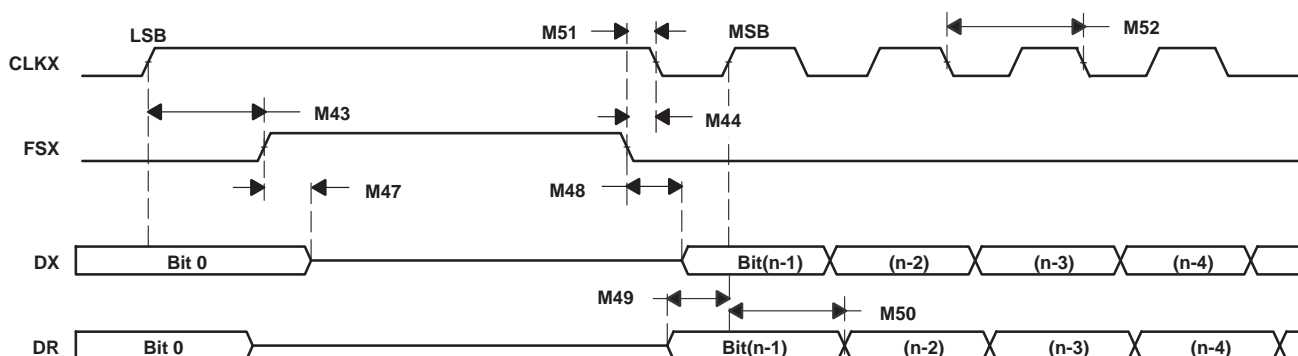 LSB
M51
MSB
M52
CLKX
M43
M44
FSX
M47
M48
DX
Bit 0
Bit(n-1)
(n-2)
(n-3)
(n-4)
M49
M50
DR
Bit 0
Bit(n-1)
(n-2)
(n-3)
(n-4)